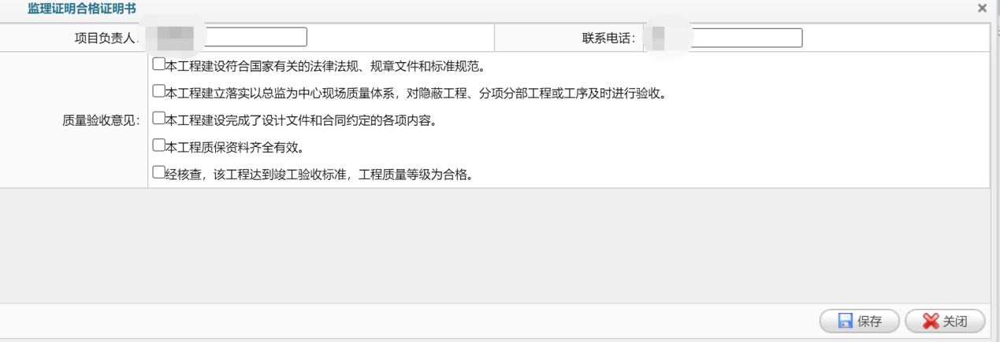 监理证明合格证明书
项目负责人: 联系电话:
本工程建设符合国家有关的法律法规、规章文件和标准规范。
本工程建立落实以总监为中心现场质量体系，对隐蔽工程、分项分部工程或工序及时进行验收。
质量验收意见: 本工程建设完成了设计文件和合同约定的各项内容。
本工程质保资料齐全有效。
经核查，该工程达到竣工验收标准，工程质量等级为合格。
保存 关闭